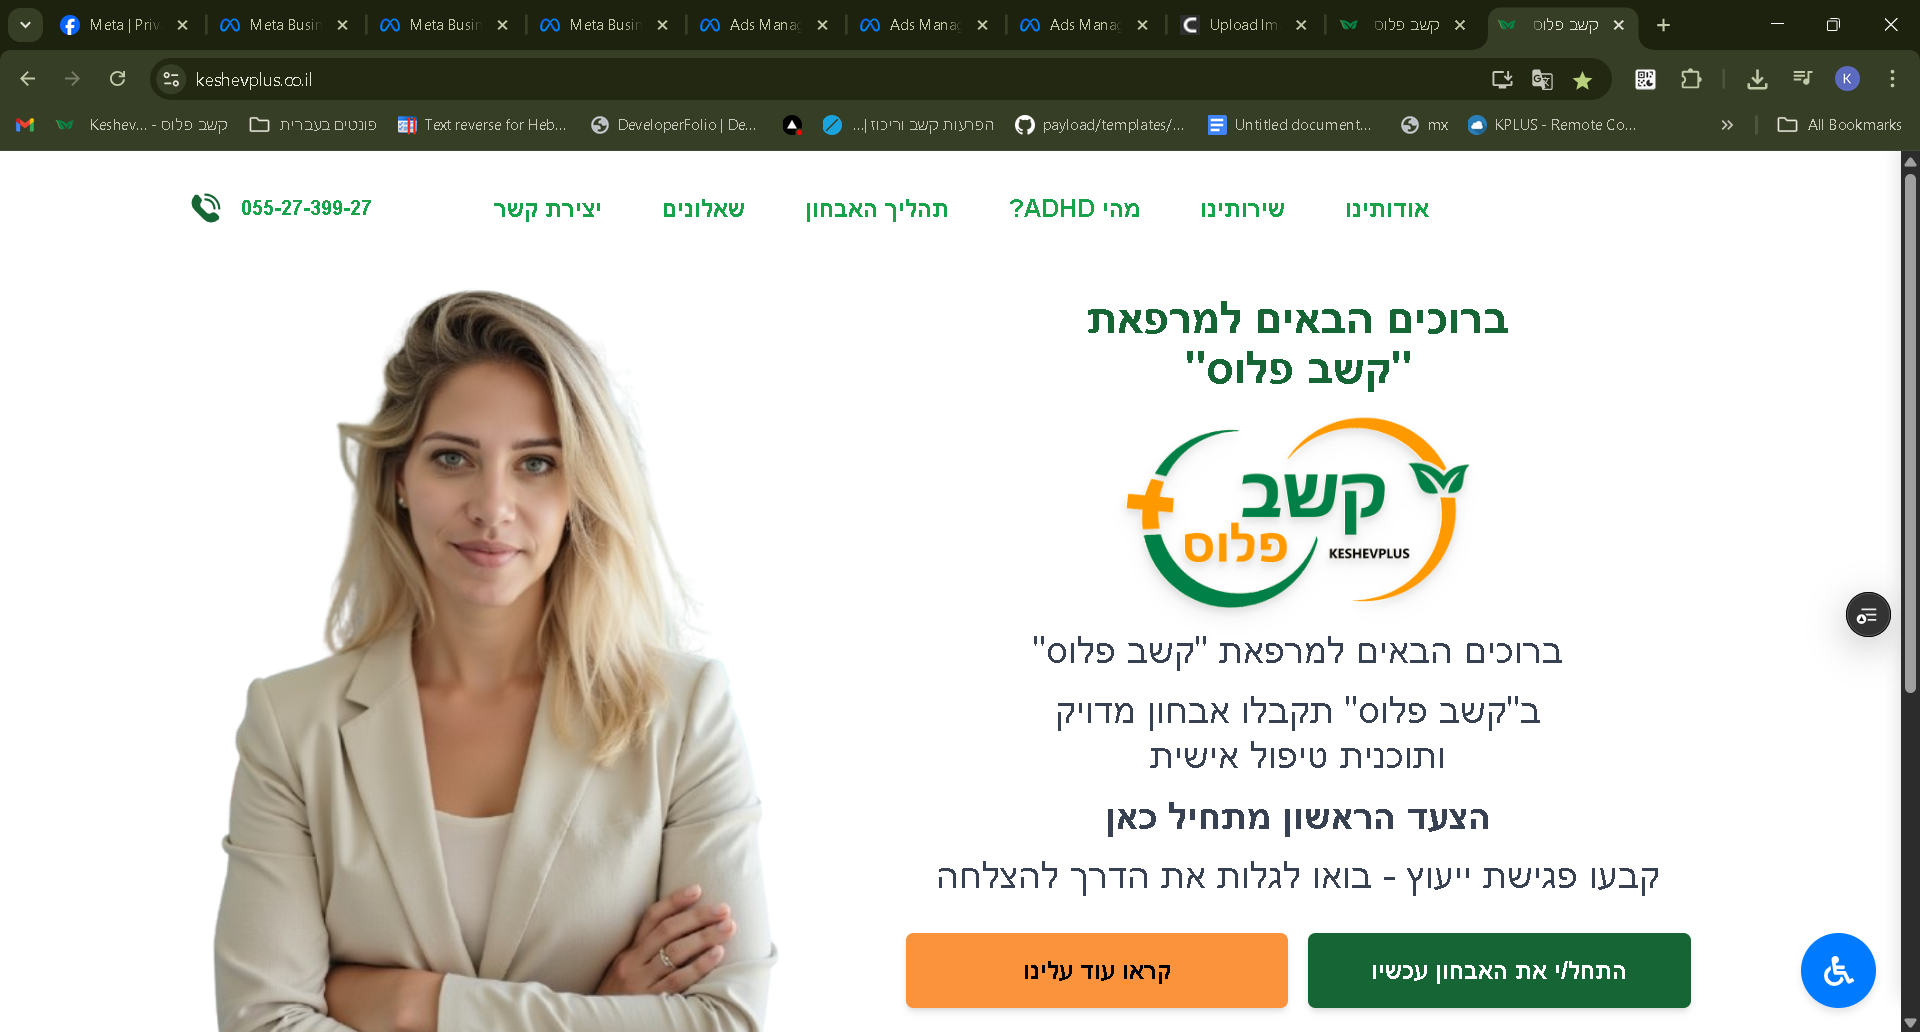 Meta | Priv
Meta Busin
Meta Busin
Meta Busin
Ads Manag
Ads Manag
Ads Manag
Upload Im
קשב פלוס
קשב פלוס
keshevplus.co.il
K
Keshev... - קשב פלוס
פונטים בעברית
Text reverse for Heb...
DeveloperFolio | De...
הפרעות קשב וריכוז |...
payload/templates/...
Untitled document...
mx
KPLUS - Remote Co...
All Bookmarks
אודותינו
שירותינו
מהי ADHD?
תהליך האבחון
שאלונים
יצירת קשר
055-27-399-27
ברוכים הבאים למרפאת
"קשב פלוס"
קשב
פלוס
KESHEVPLUS
ברוכים הבאים למרפאת "קשב פלוס"
ב"קשב פלוס" תקבלו אבחון מדויק
ותוכנית טיפול אישית
הצעד הראשון מתחיל כאן
קבעו פגישת ייעוץ - בואו לגלות את הדרך להצלחה
התחל/י את האבחון עכשיו
קראו עוד עלינו